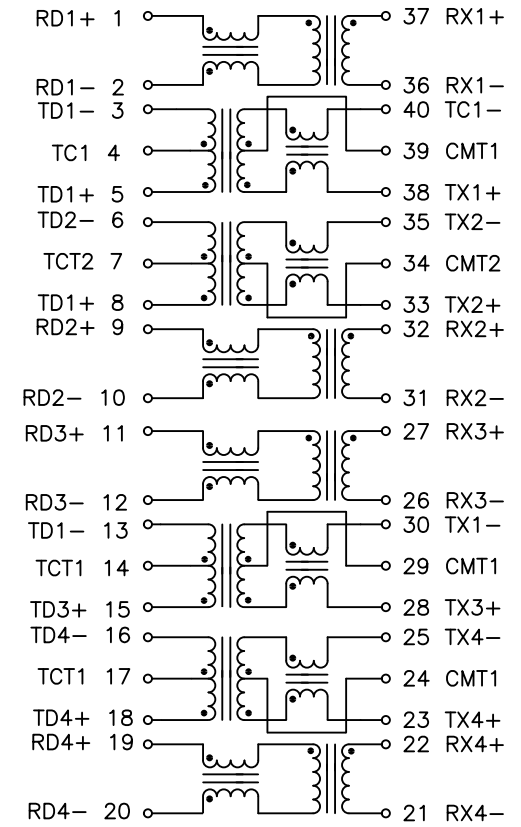 RD1+ 1 37 RX1+
RD1− 2 36 RX1−
TD1− 3 40 TC1−
TC1 4 39 CMT1
TD1+ 5 38 TX1+
TD2− 6 35 TX2−
TCT2 7 34 CMT2
TD1+ 8 33 TX2+
RD2+ 9 32 RX2+
RD2− 10 31 RX2−
RD3+ 11 27 RX3+
RD3− 12 26 RX3−
TD1− 13 30 TX1−
TCT1 14 29 CMT1
TD3+ 15 28 TX3+
TD4− 16 25 TX4−
TCT1 17 24 CMT1
TD4+ 18 23 TX4+
RD4+ 19 22 RX4+
RD4− 20 21 RX4−